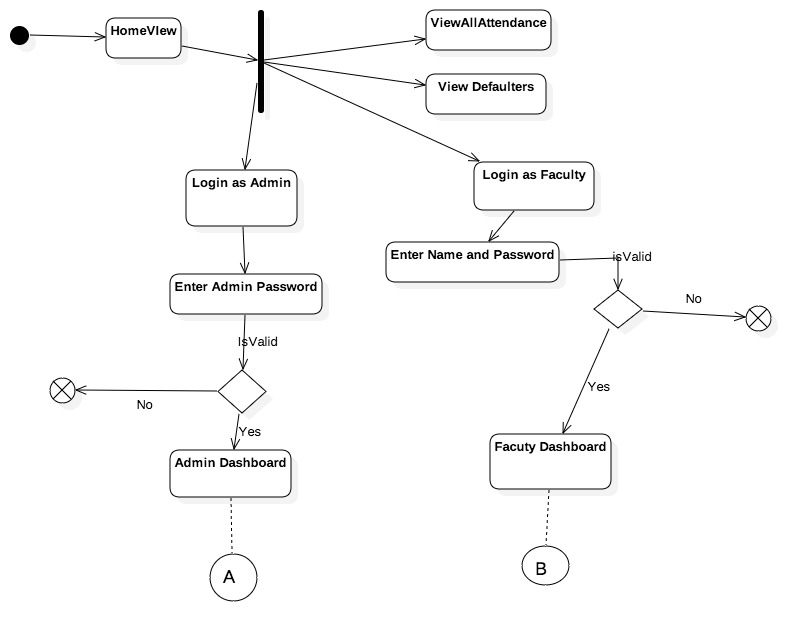 HomeVIew
ViewAllAttendance
View Defaulters
Login as Admin
Login as Faculty
Enter Name and Password
isValid
Enter Admin Password
No
IsValid
Yes
No
Yes
Facuty Dashboard
Admin Dashboard
A
B